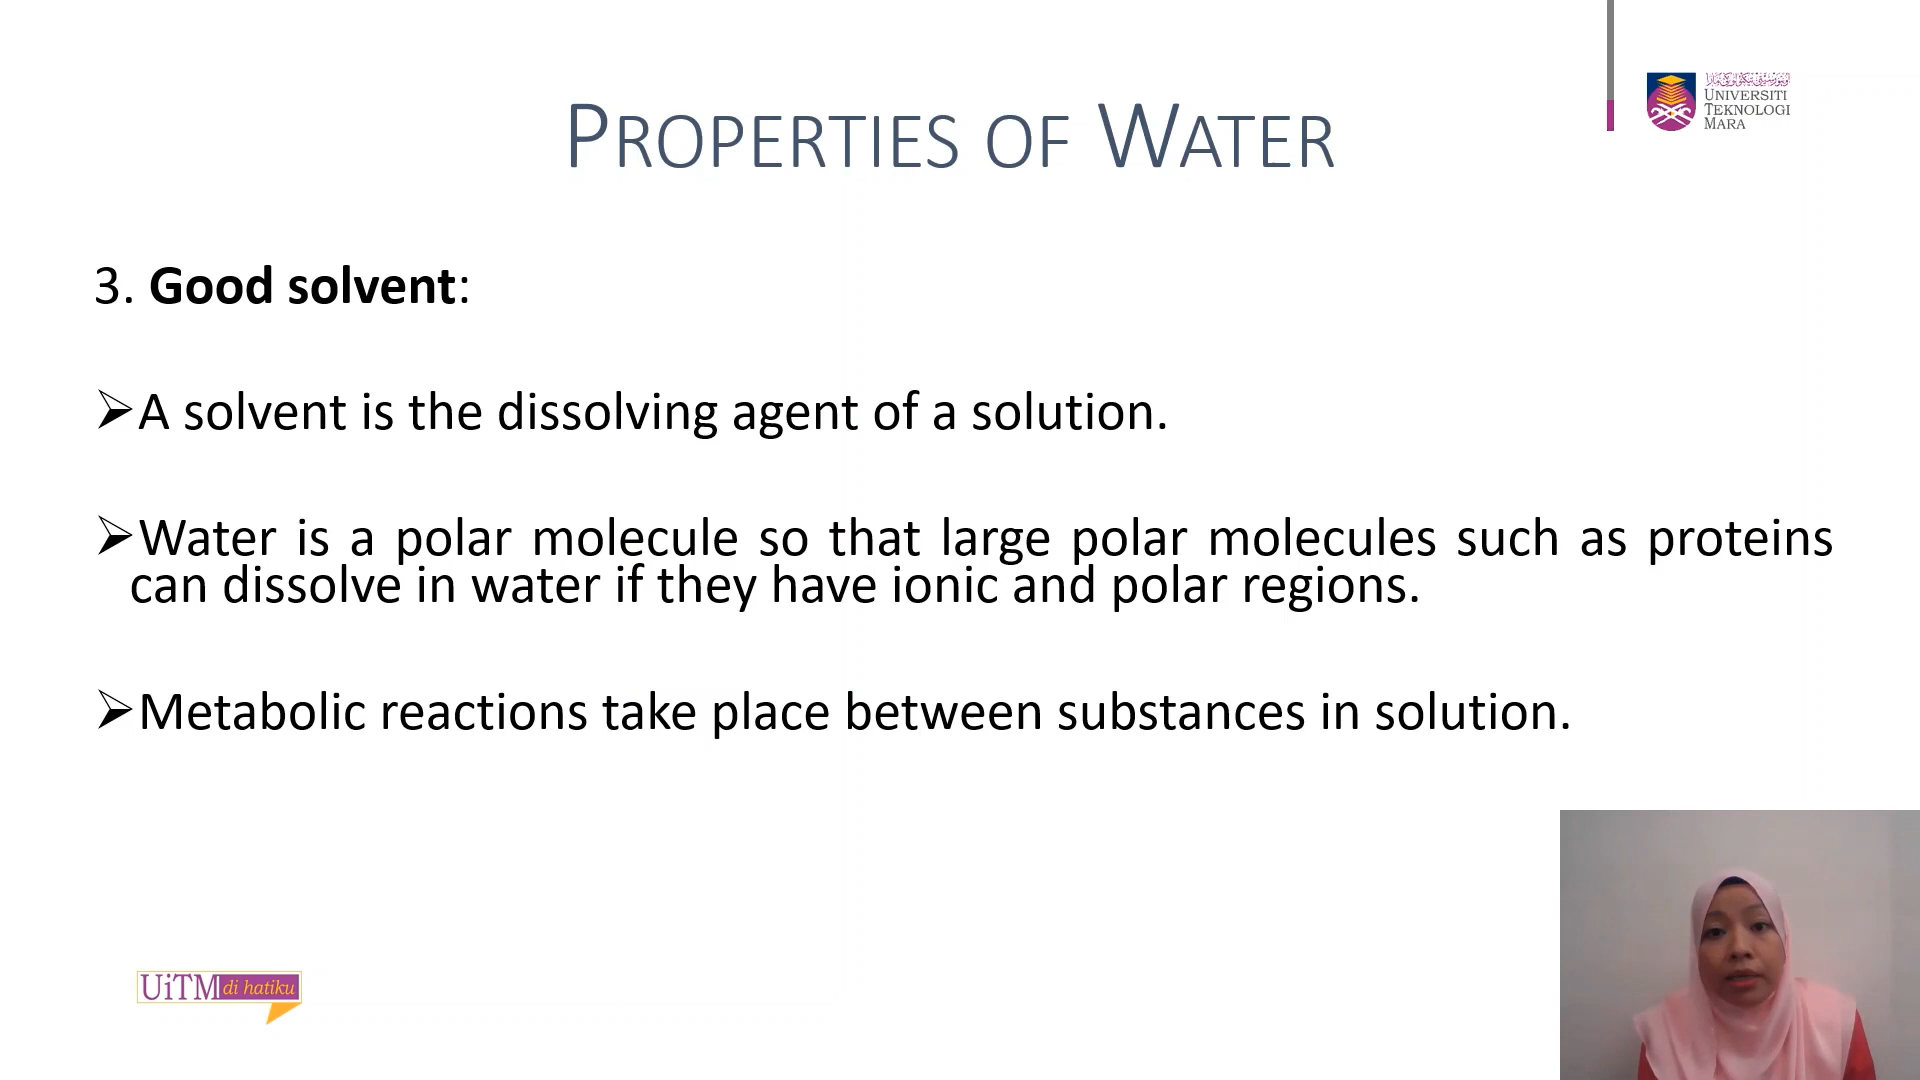 PROPERTIES OF WATER
UNIVERSITI
TEKNOLOGI
MARA
3. Good solvent:
➢A solvent is the dissolving agent of a solution.
➢Water is a polar molecule so that large polar molecules such as proteins
can dissolve in water if they have ionic and polar regions.
➢Metabolic reactions take place between substances in solution.
UiTM di hatiku